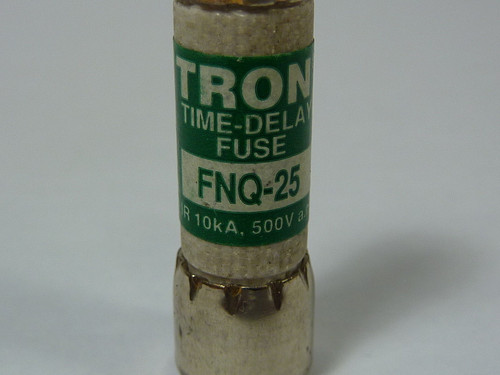 TRON
TIME-DELAY
FUSE
FNQ-25
IR 10kA, 500V a.